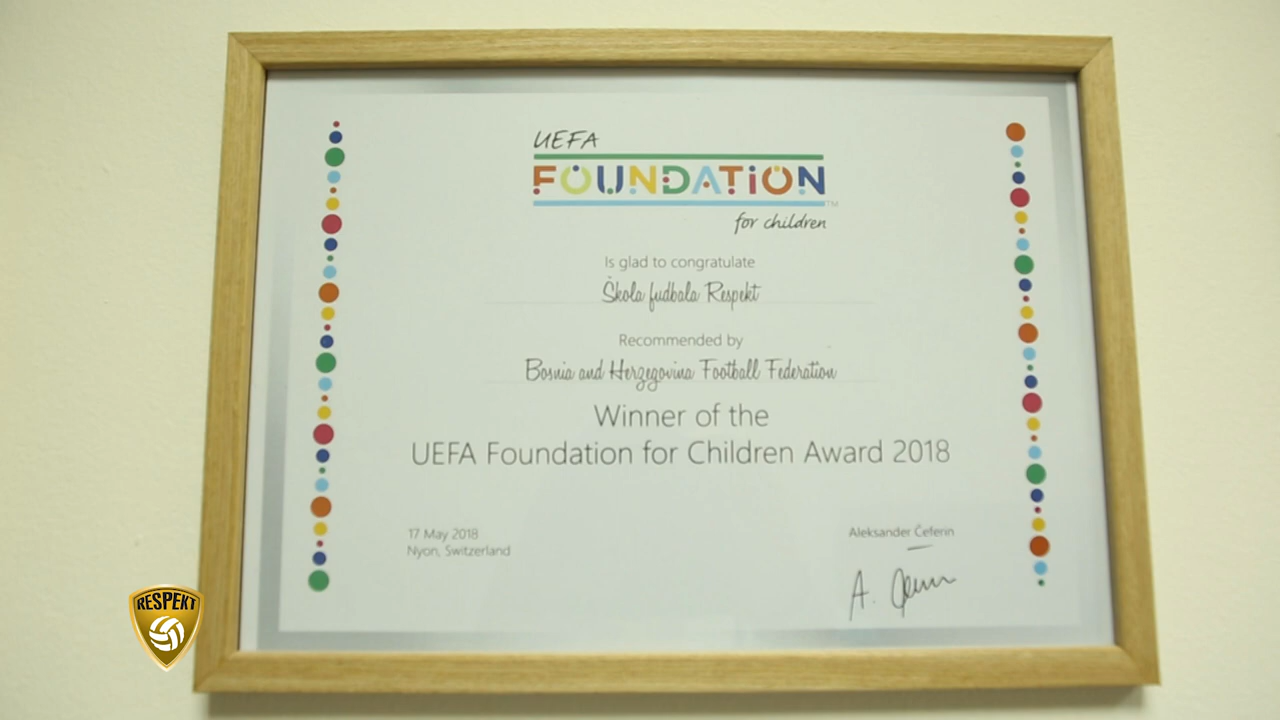 UEFA
FOUNDATION
TM
for children
Is glad to congratulate
Škola fudbala Respekt
Recommended by
Bosnia and Herzegovina Football Federation
Winner of the
UEFA Foundation for Children Award 2018
17 May 2018
Nyon, Switzerland
Aleksander Čeferin
RESPEKT